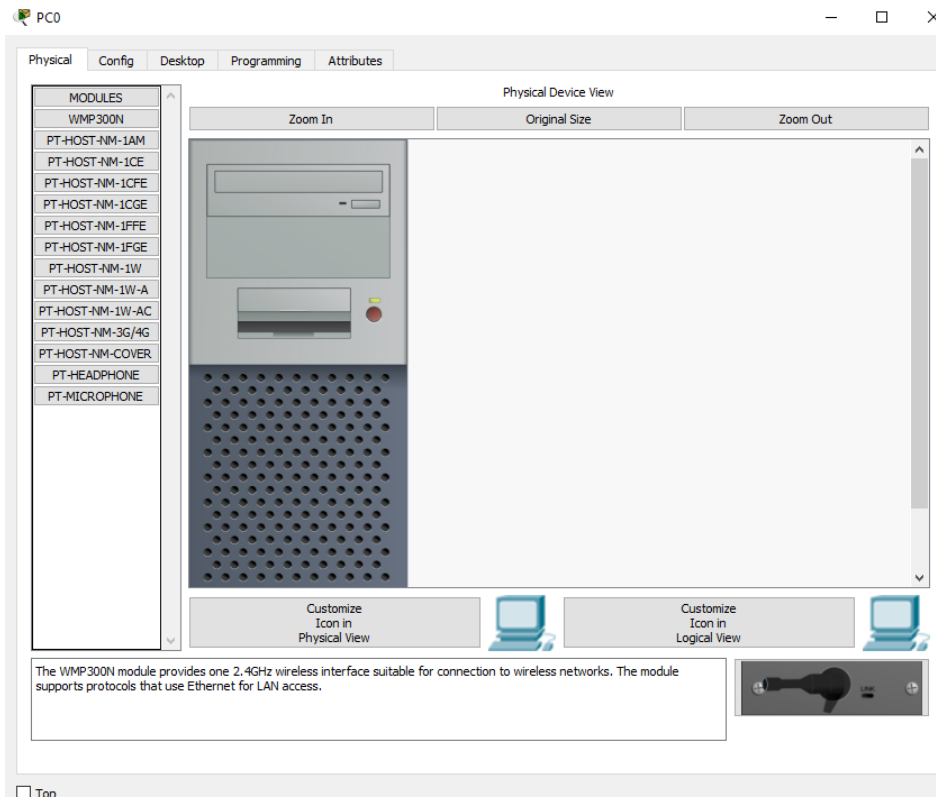 PC0
Physical
Config
Desktop
Programming
Attributes
MODULES
WMP300N
PT-HOST-NM-1AM
PT-HOST-NM-1CE
PT-HOST-NM-1CFE
PT-HOST-NM-1CGE
PT-HOST-NM-1FFE
PT-HOST-NM-1FGE
PT-HOST-NM-1W
PT-HOST-NM-1W-A
PT-HOST-NM-1W-AC
PT-HOST-NM-3G/4G
PT-HOST-NM-COVER
PT-HEADPHONE
PT-MICROPHONE
Physical Device View
Zoom In
Original Size
Zoom Out
Customize
Icon in
Physical View
Customize
Icon in
Logical View
The WMP300N module provides one 2.4GHz wireless interface suitable for connection to wireless networks. The module
supports protocols that use Ethernet for LAN access.
LINK
Top